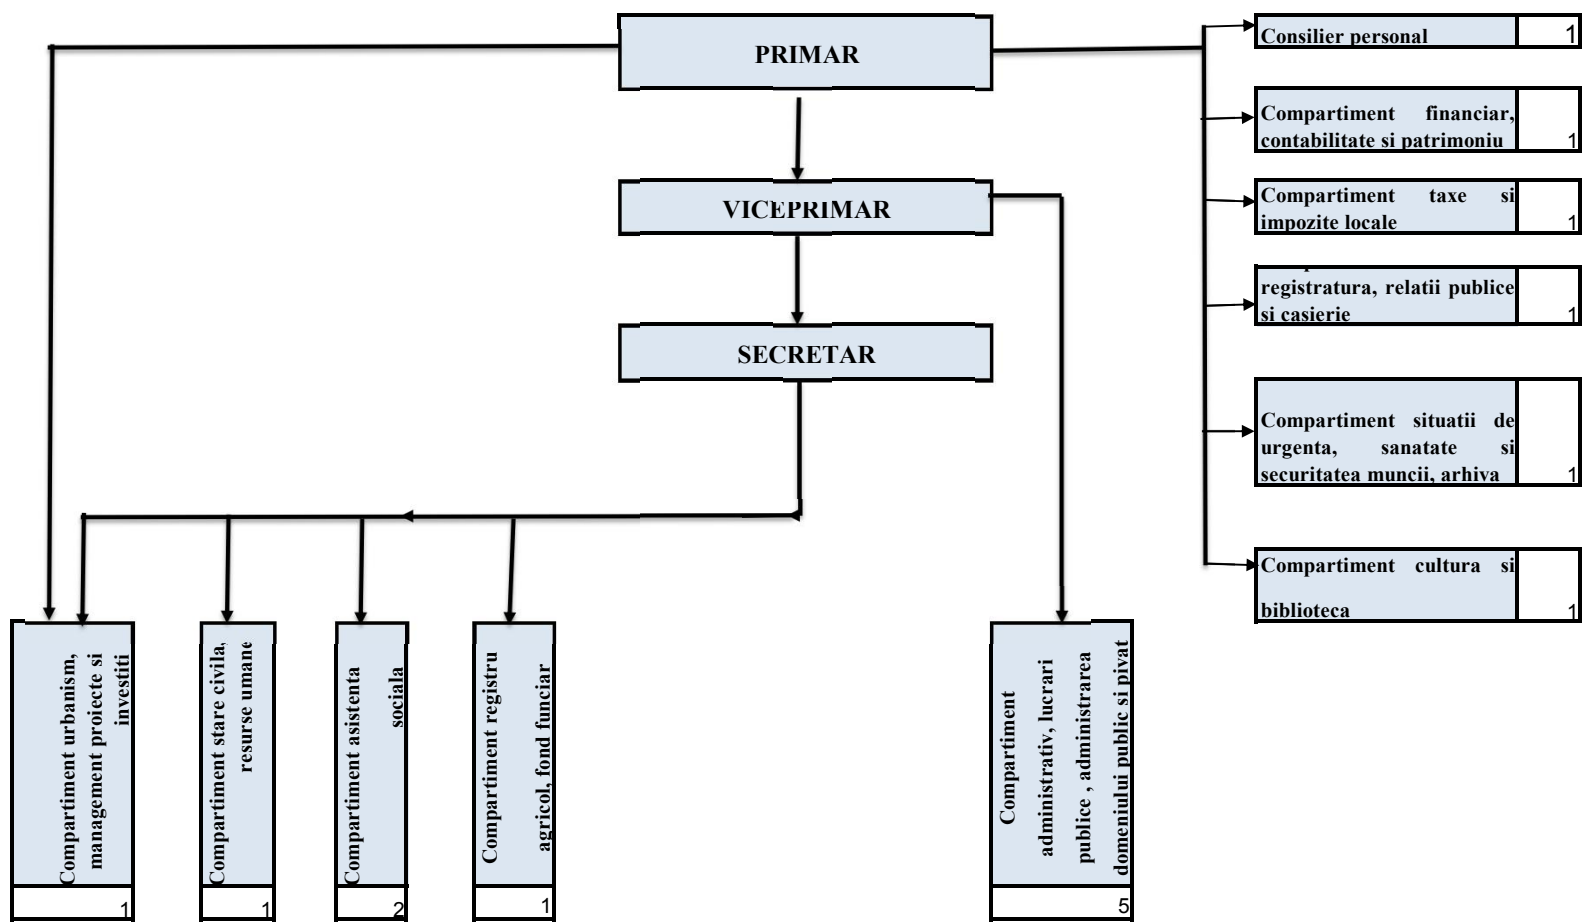 PRIMAR
VICEPRIMAR
SECRETAR
Consilier personal 1
Compartiment financiar,
contabilitate si patrimoniu 1
Compartiment taxe si
impozite locale 1
registratura, relatii publice
si casierie 1
Compartiment situatii de
urgenta, sanatate si
securitatea muncii, arhiva 1
Compartiment cultura si
biblioteca 1
Compartiment urbanism,
management proiecte si
investiti
1
Compartiment stare civila,
resurse umane
1
Compartiment asistenta
sociala
2
Compartiment registru
agricol, fond funciar
1
Compartiment
administrativ, lucrari
publice , administrarea
domeniului public si pivat
5